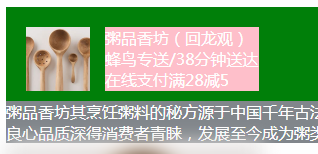 粥品香坊（回龙观）
蜂鸟专送/38分钟送达
在线支付满28减5
粥品香坊其烹饪粥料的秘方源于中国千年古
良心品质深得消费者青睐，发展至今成为粥